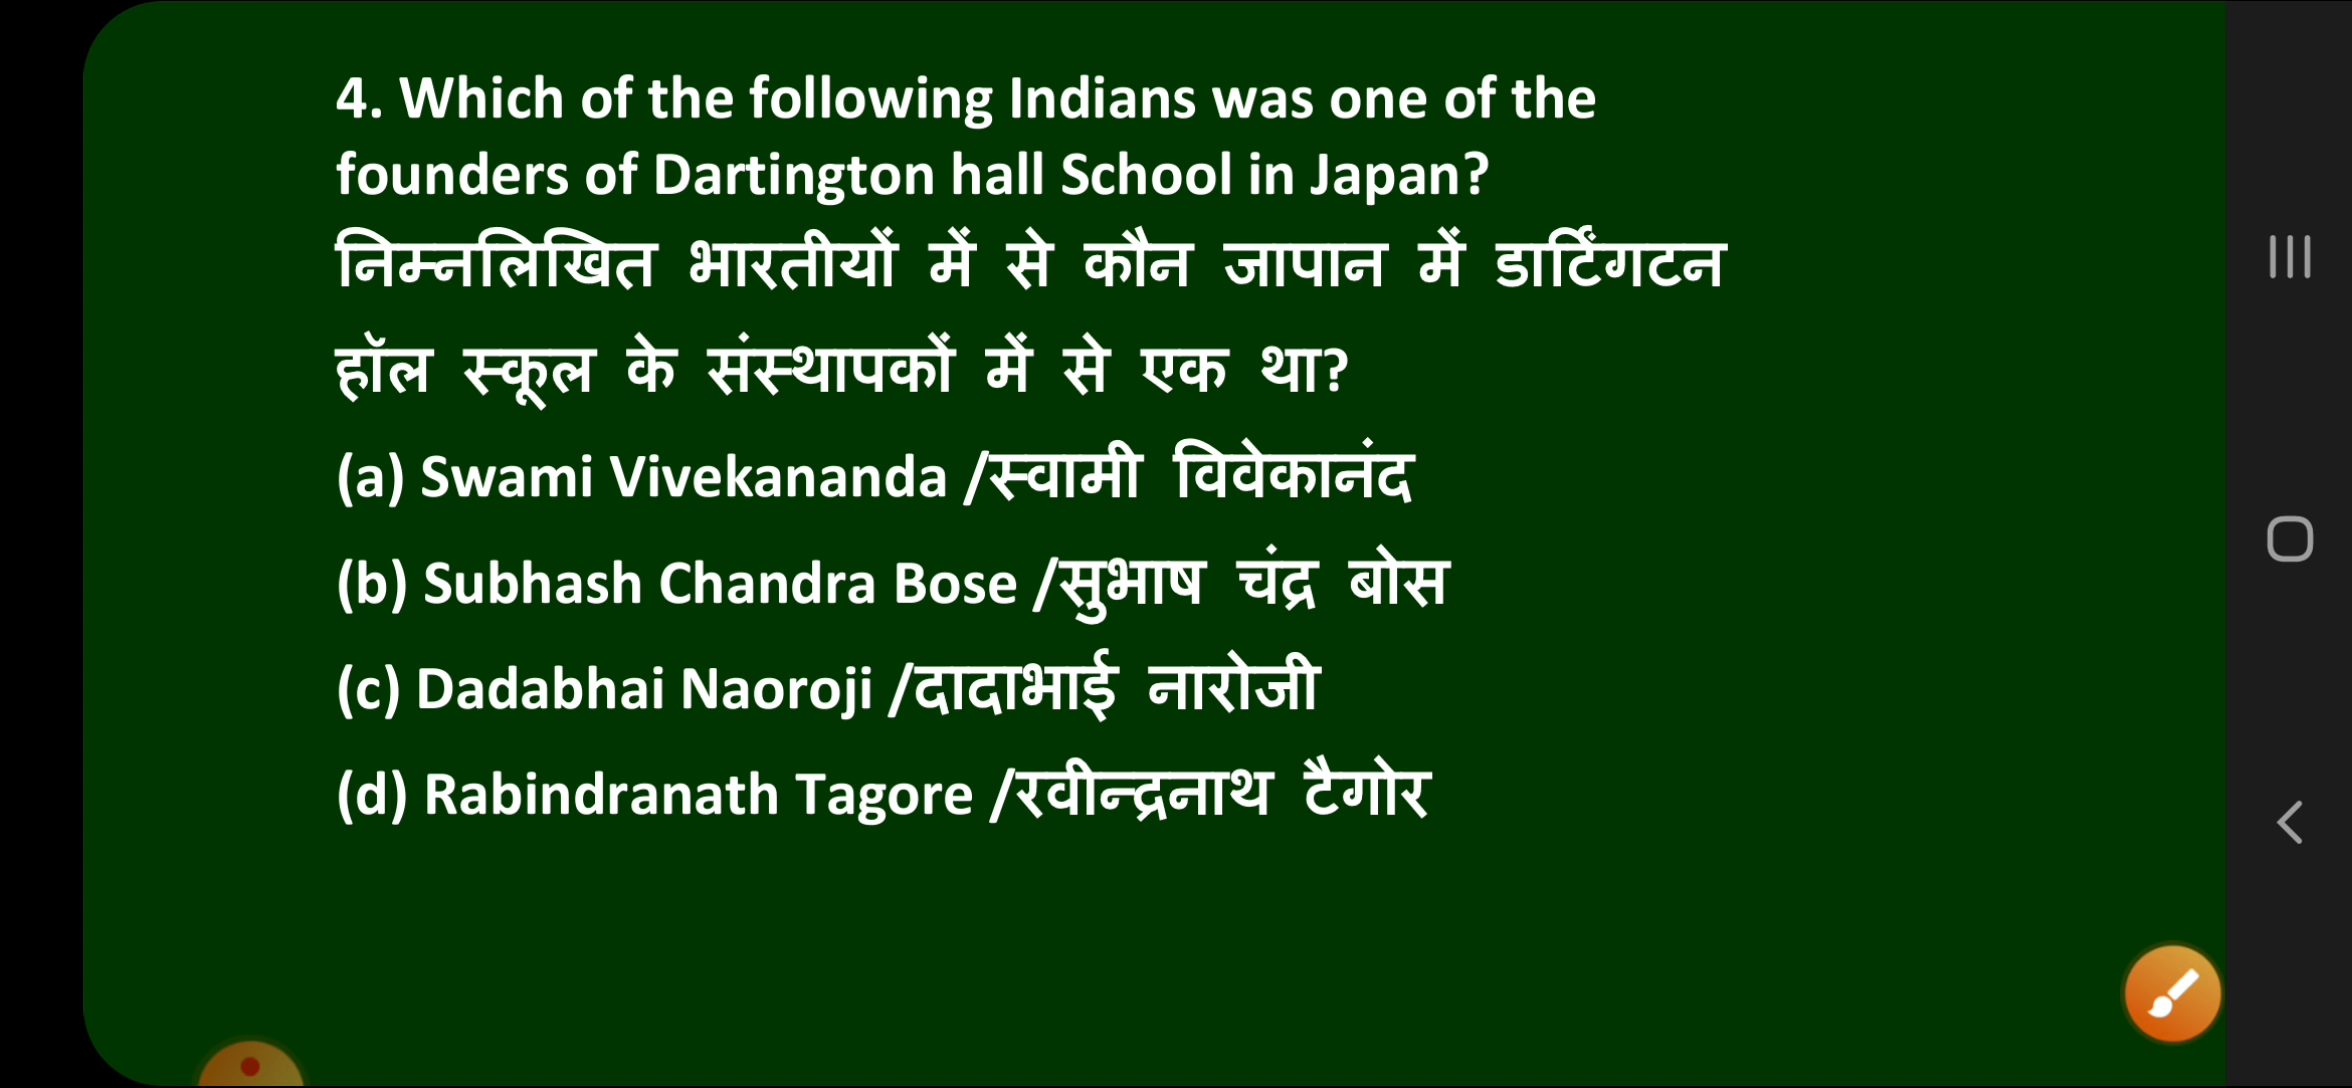 4. Which of the following Indians was one of the
founders of Dartington hall School in Japan?
निम्नलिखित भारतीयों में से कौन जापान में डार्टिंगटन
हॉल स्कूल के संस्थापकों में से एक था?
(a) Swami Vivekananda /स्वामी विवेकानंद
(b) Subhash Chandra Bose /सुभाष चंद्र बोस
(c) Dadabhai Naoroji /दादाभाई नारोजी
(d) Rabindranath Tagore /रवीन्द्रनाथ टैगोर